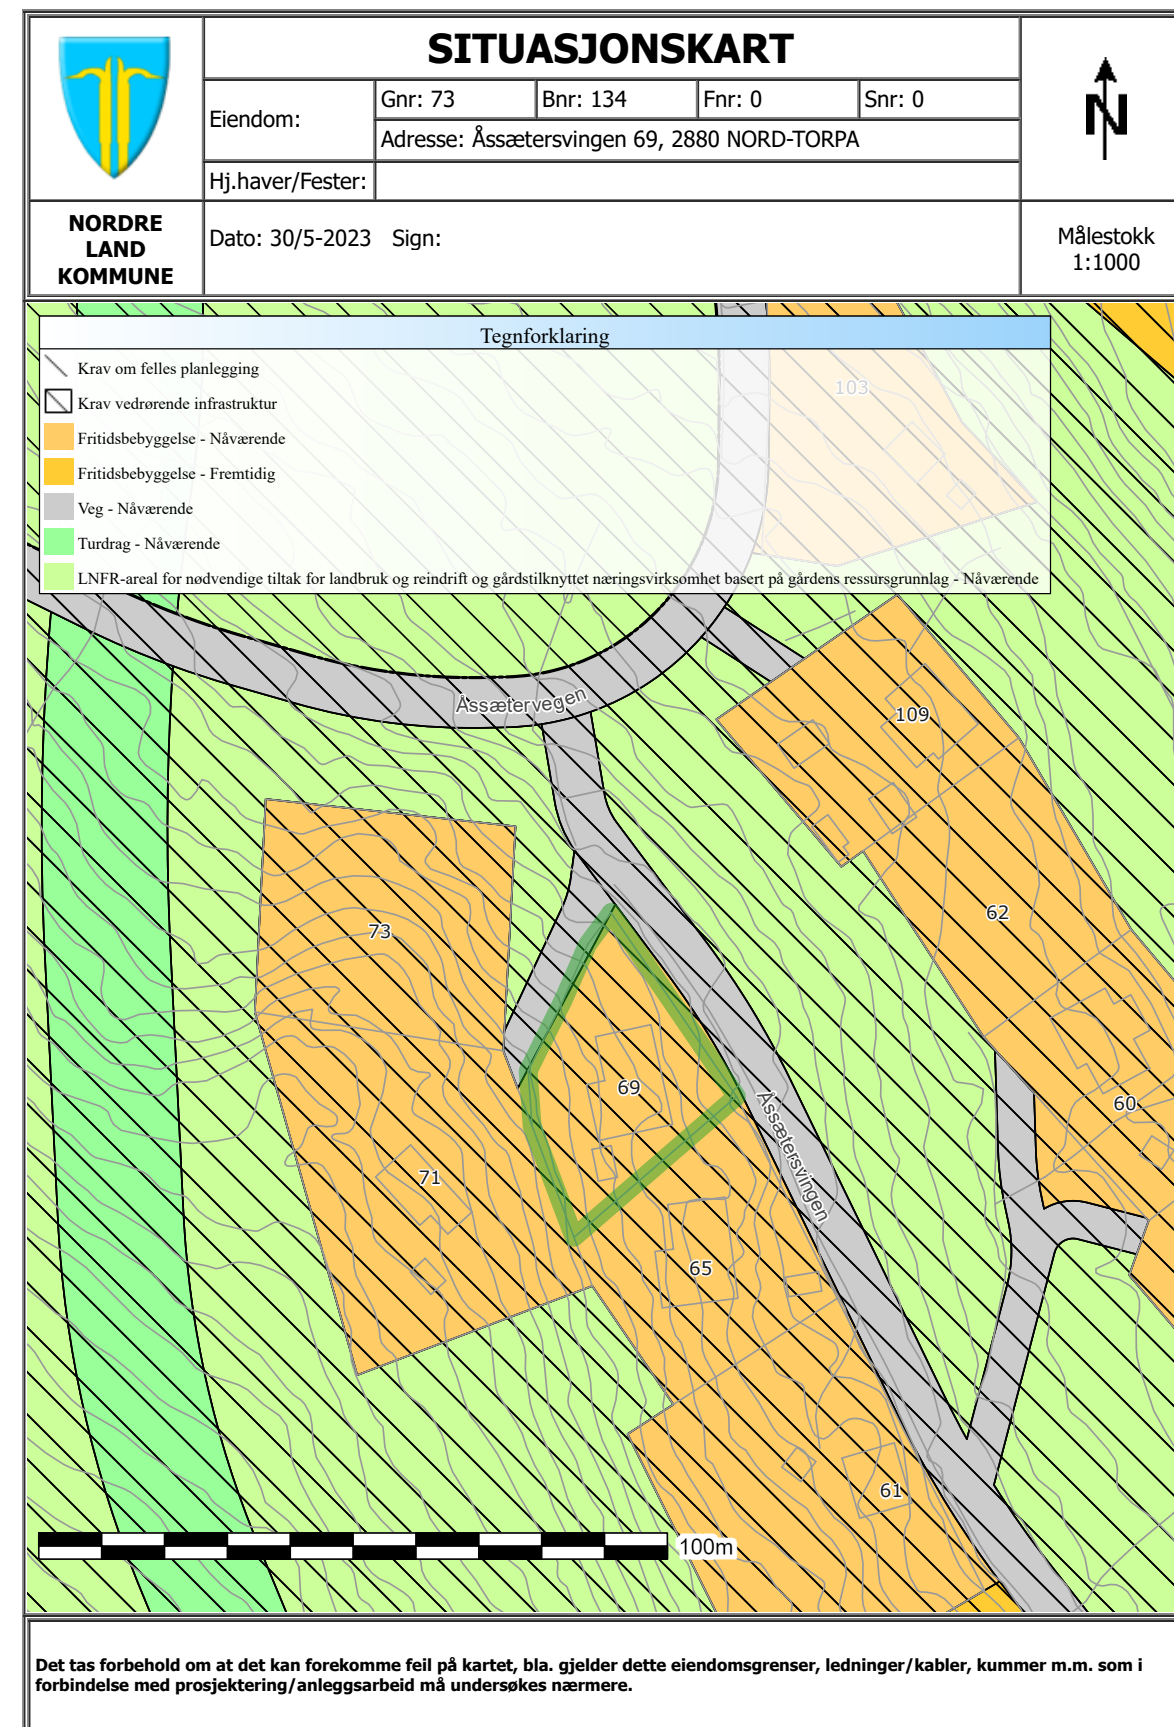 SITUASJONSKART
Eiendom:
Gnr: 73
Bnr: 134
Fnr: 0
Snr: 0
Adresse: Åssætersvingen 69, 2880 NORD-TORPA
Hj.haver/Fester:
N
NORDRE
LAND
KOMMUNE
Dato: 30/5-2023 Sign:
Målestokk
1:1000
Tegnforklaring
Krav om felles planlegging
Krav vedrørende infrastruktur
Fritidsbebyggelse - Nåværende
Fritidsbebyggelse - Fremtidig
Veg - Nåværende
Turdrag - Nåværende
LNFR-areal for nødvendige tiltak for landbruk og reindrift og gårdstilknyttet næringsvirksomhet basert på gårdens ressursgrunnlag - Nåværende
103
Åssætervegen
109
62
73
69
60
Åssætersvingen
71
65
61
100m
Det tas forbehold om at det kan forekomme feil på kartet, bla. gjelder dette eiendomsgrenser, ledninger/kabler, kummer m.m. som i
forbindelse med prosjektering/anleggsarbeid må undersøkes nærmere.